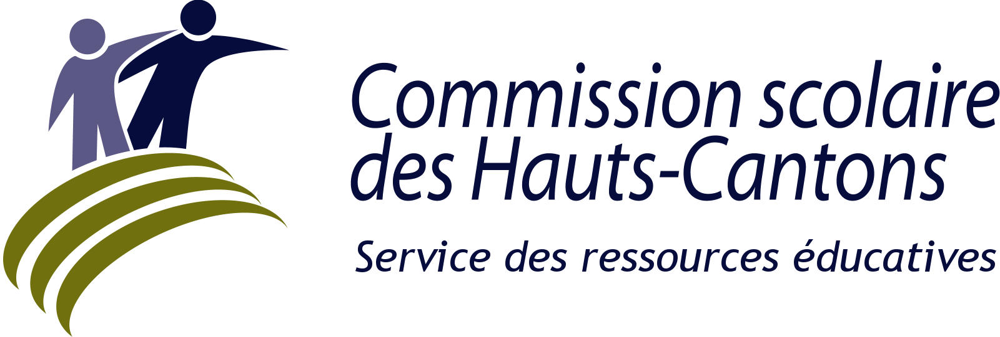 Commission scolaire
des Hauts-Cantons
Service des ressources éducatives